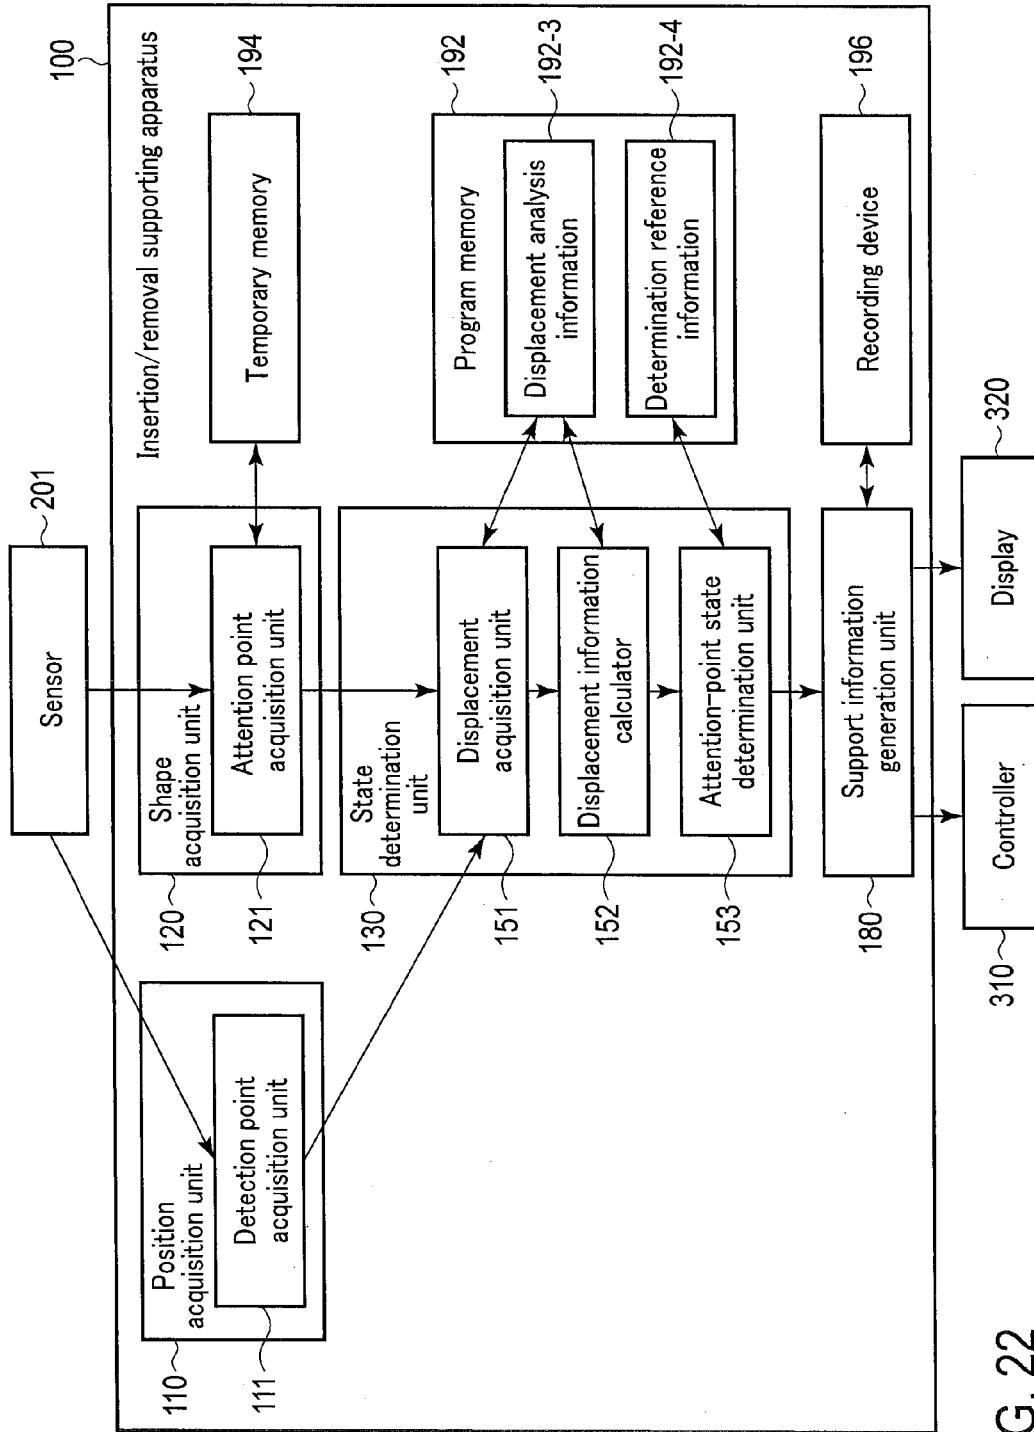 201
Sensor
100
Insertion/removal supporting apparatus
110
Position
acquisition unit
111
Detection point
acquisition unit
120
Shape
acquisition unit
121
Attention point
acquisition unit
194
Temporary memory
130
State
determination
unit
151
Displacement
acquisition unit
152
Displacement information
calculator
153
Attention-point state
determination unit
192
Program memory
192-3
Displacement analysis
information
192-4
Determination reference
information
180
Support information
generation unit
196
Recording device
310
Controller
320
Display
G. 22